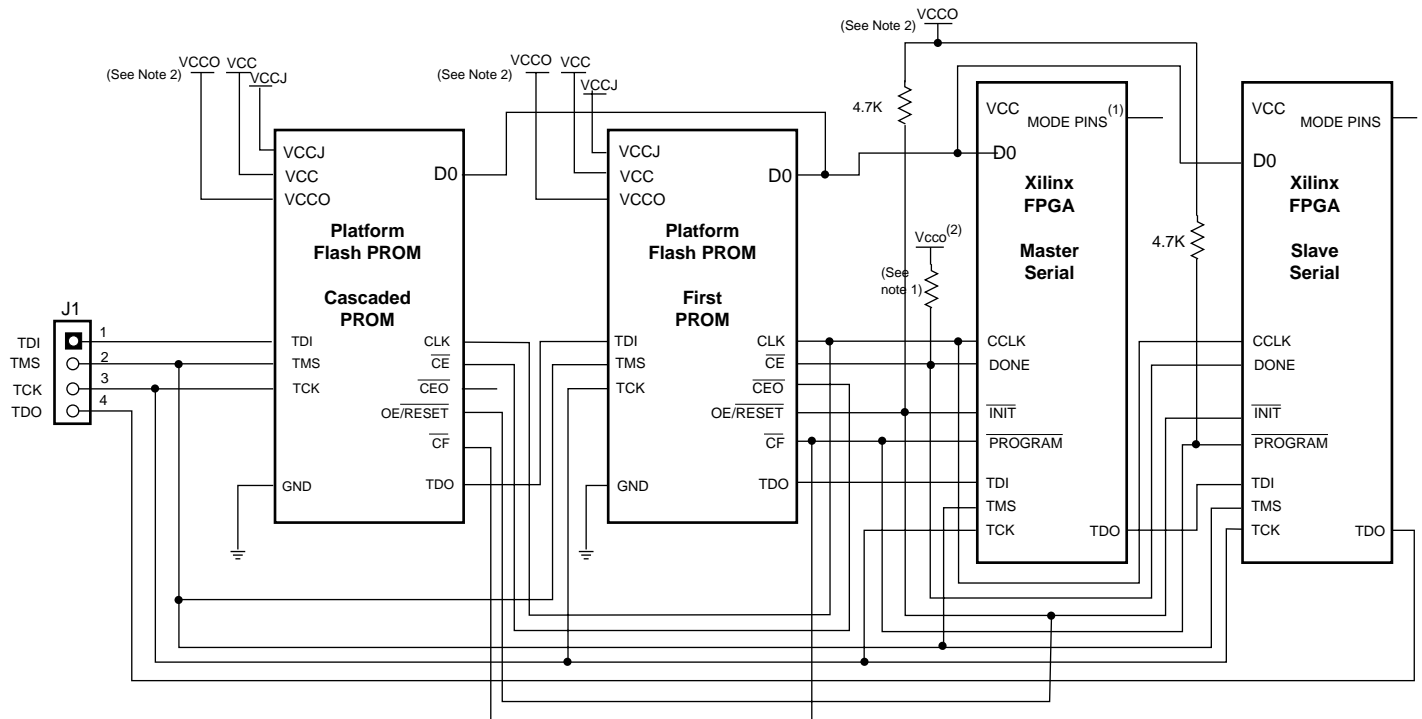 VCCO
(See Note 2)
VCCO VCC
(See Note 2)
VCCJ
VCCO VCC
(See Note 2)
VCCJ
4.7K
J1
TDI
TMS
TCK
TDO
1
2
3
4
VCCJ
VCC
VCCO
D0
Platform
Flash PROM
Cascaded
PROM
TDI
TMS
TCK
GND
CLK
CE
CEO
OE/RESET
CF
TDO
VCCJ
VCC
VCCO
D0
Platform
Flash PROM
First
PROM
TDI
TMS
TCK
GND
CLK
CE
CEO
OE/RESET
CF
TDO
Vcco(2)
(See
note 1)
VCC
MODE PINS(1)
D0
Xilinx
FPGA
Master
Serial
CCLK
DONE
INIT
PROGRAM
TDI
TMS
TCK
TDO
4.7K
VCC
MODE PINS
D0
Xilinx
FPGA
Slave
Serial
CCLK
DONE
INIT
PROGRAM
TDI
TMS
TCK
TDO